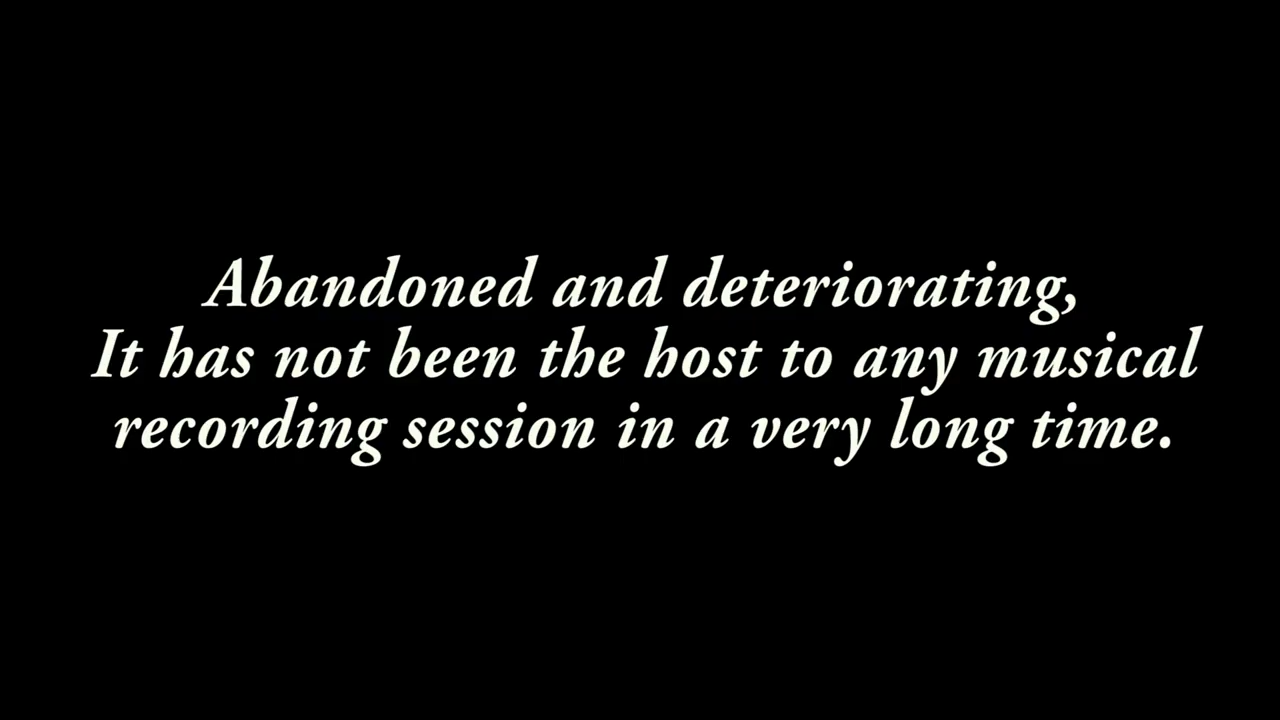 Abandoned and deteriorating,
It has not been the host to any musical
recording session in a very long time.